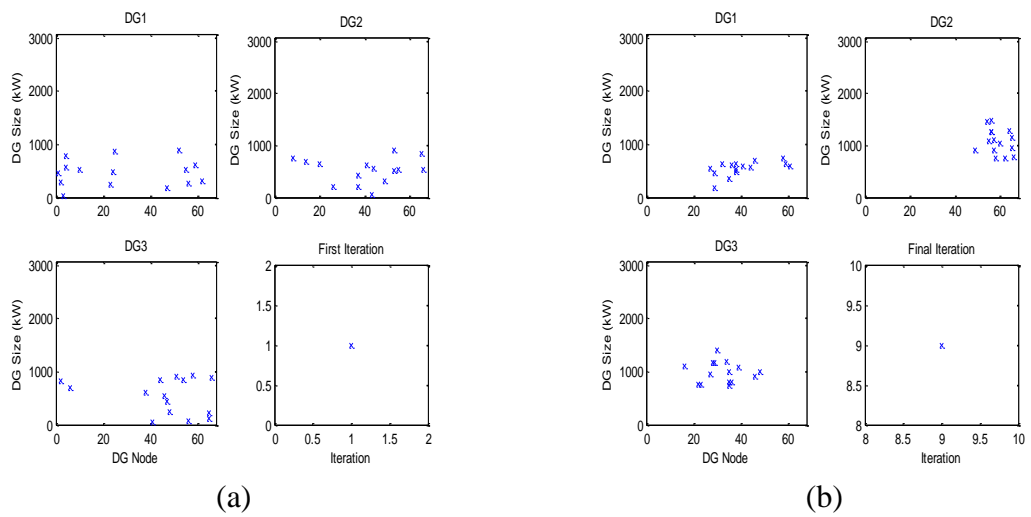 DG1
DG2
DG Size (kW)
3000
2000
1000
0
0 20 40 60
DG Size (kW)
3000
2000
1000
0
0 20 40 60
DG3
First Iteration
DG Size (kW)
3000
2000
1000
0
0 20 40 60
DG Node
2
1.5
1
0.5
0
0 0.5 1 1.5 2
Iteration
(a)
DG1
DG2
DG Size (kW)
3000
2000
1000
0
0 20 40 60
DG Size (kW)
3000
2000
1000
0
0 20 40 60
DG3
Final Iteration
DG Size (kW)
3000
2000
1000
0
0 20 40 60
DG Node
10
9.5
9
8.5
8
8 8.5 9 9.5 10
Iteration
(b)